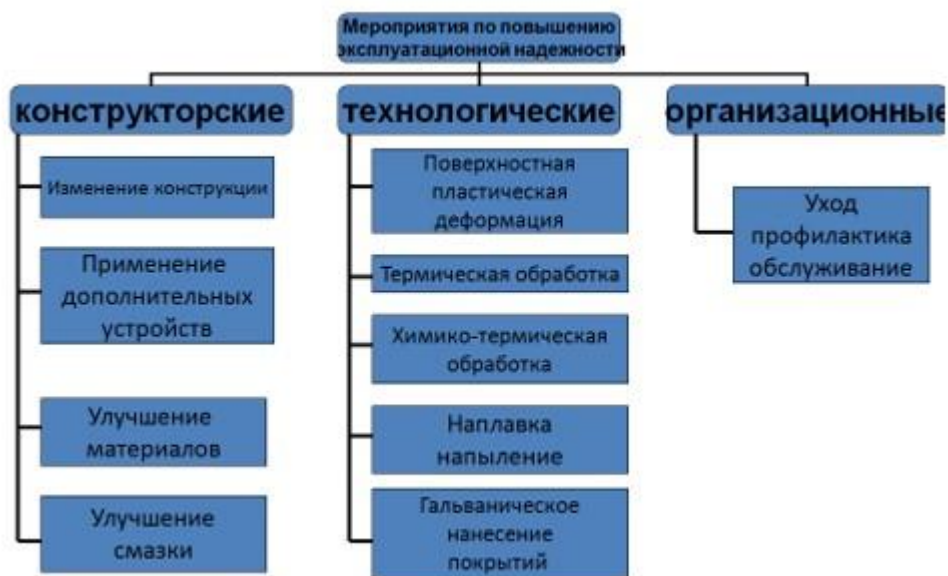 Мероприятия по повышению
эксплуатационной надежности
конструкторские
Изменение конструкции
Применение
дополнительных
устройств
Улучшение
материалов
Улучшение
смазки
технологические
Поверхностная
пластическая
деформация
Термическая обработка
Химико-термическая
обработка
Наплавка
напыление
Гальваническое
нанесение
покрытий
организационные
Уход
профилактика
обслуживание